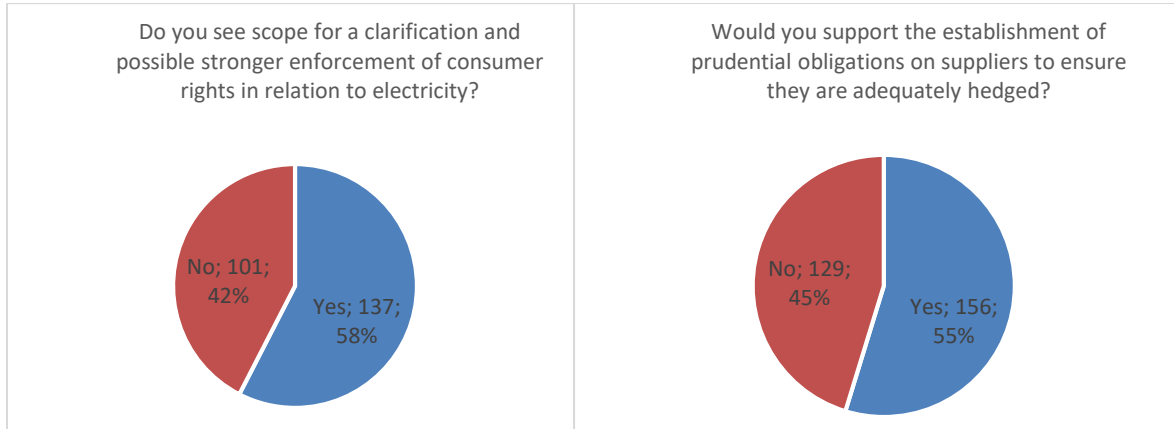 Do you see scope for a clarification and
possible stronger enforcement of consumer
rights in relation to electricity?
No; 101;
42%
Yes; 137;
58%
Would you support the establishment of
prudential obligations on suppliers to ensure
they are adequately hedged?
No; 129;
45%
Yes; 156;
55%